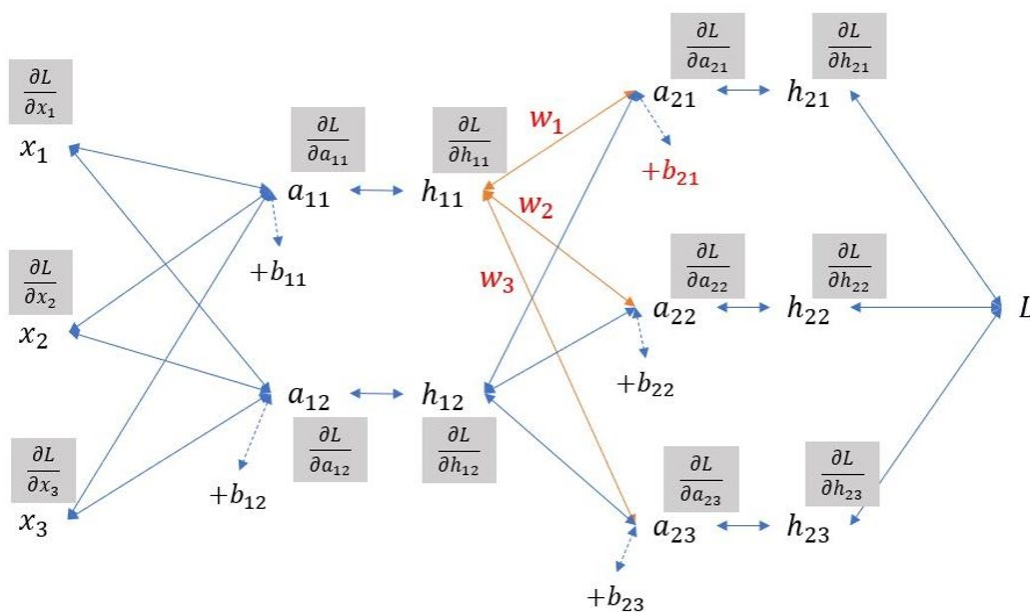 ∂L/∂x₁
x₁
∂L/∂x₂
x₂
∂L/∂x₃
x₃
∂L/∂a₁₁
a₁₁
+b₁₁
a₁₂
∂L/∂a₁₂
+b₁₂
∂L/∂h₁₁
h₁₁
h₁₂
∂L/∂h₁₂
w₁
w₂
w₃
∂L/∂a₂₁
a₂₁
+b₂₁
∂L/∂a₂₂
a₂₂
+b₂₂
∂L/∂a₂₃
a₂₃
+b₂₃
∂L/∂h₂₁
h₂₁
∂L/∂h₂₂
h₂₂
∂L/∂h₂₃
h₂₃
L